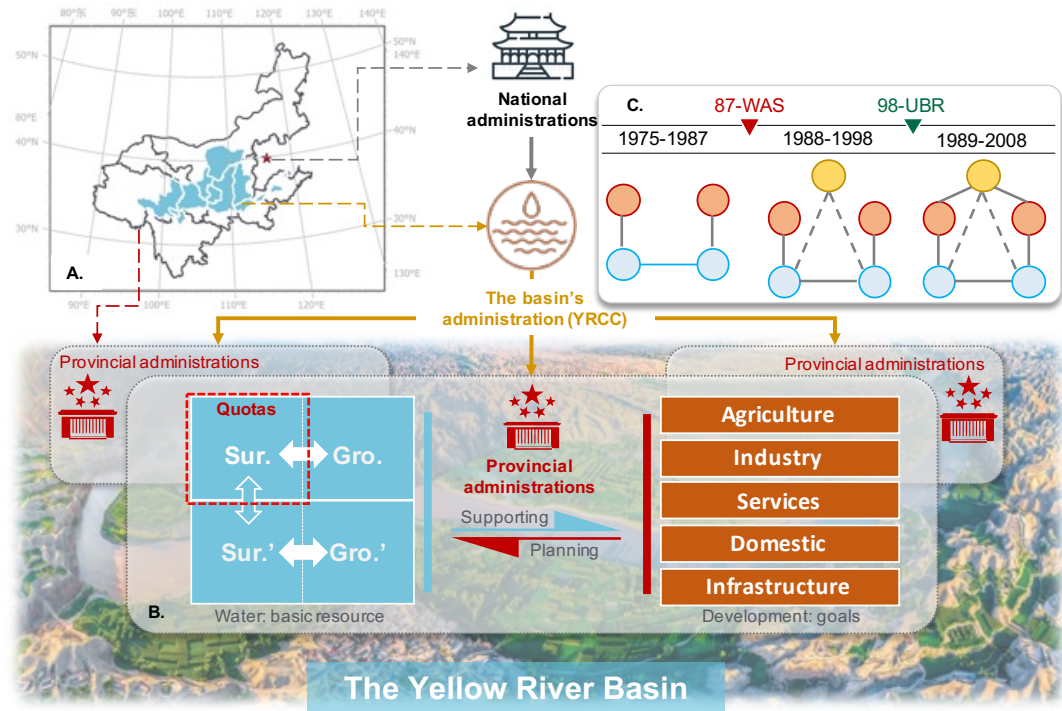 80°东
90°东
100°E
110°E
120°E
130°E
140°E
50°N
50°N
140°E
80°E
40°N
40°N
30°N
30°N
130°E
A.
90°E
100°E
110°E
120°E
National
administrations
C.
87-WAS
98-UBR
1975-1987
1988-1998
1989-2008
The basin's
administration (YRCC)
Provincial administrations
Provincial administrations
Quotas
Sur.
Gro.
Sur.'
Gro.'
Provincial
administrations
Supporting
Planning
Agriculture
Industry
Services
Domestic
Infrastructure
B.
Water: basic resource
Development: goals
The Yellow River Basin